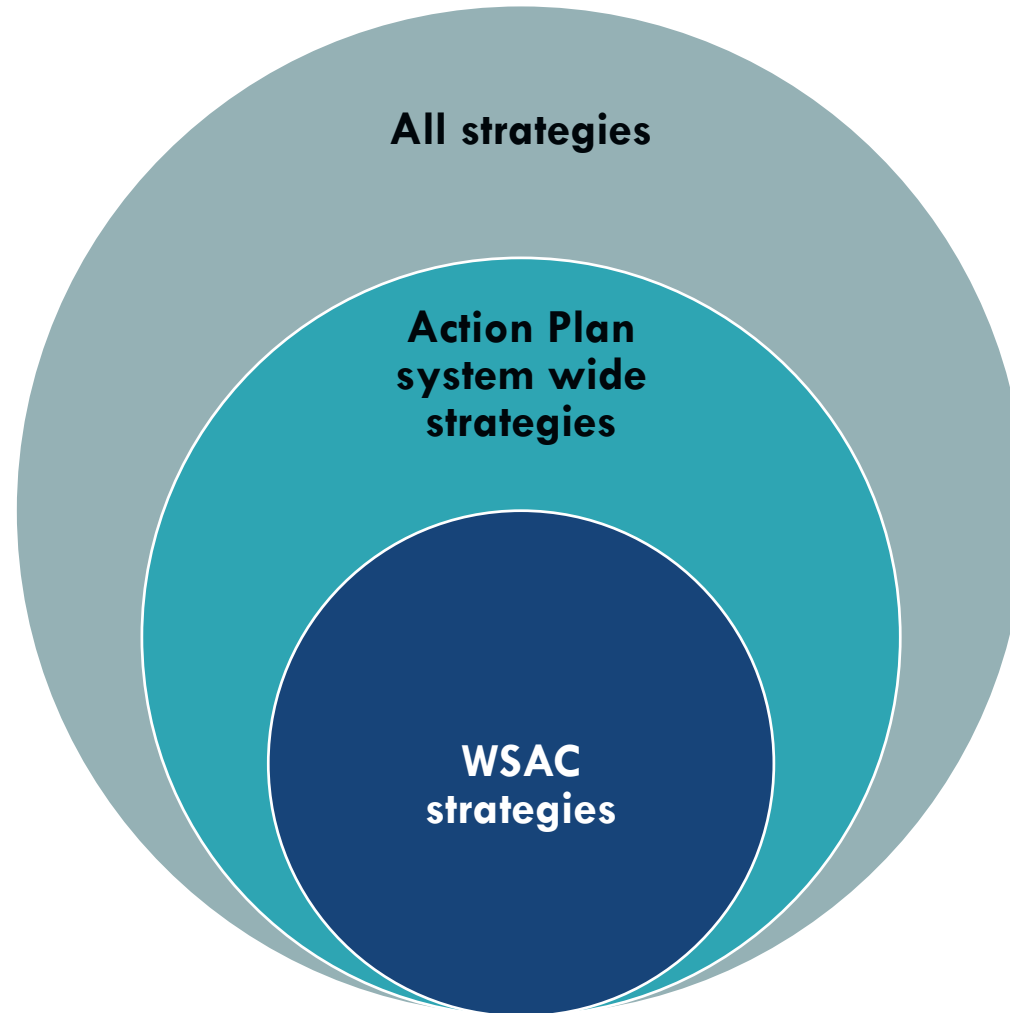 All strategies
Action Plan
system wide
strategies
WSAC
strategies